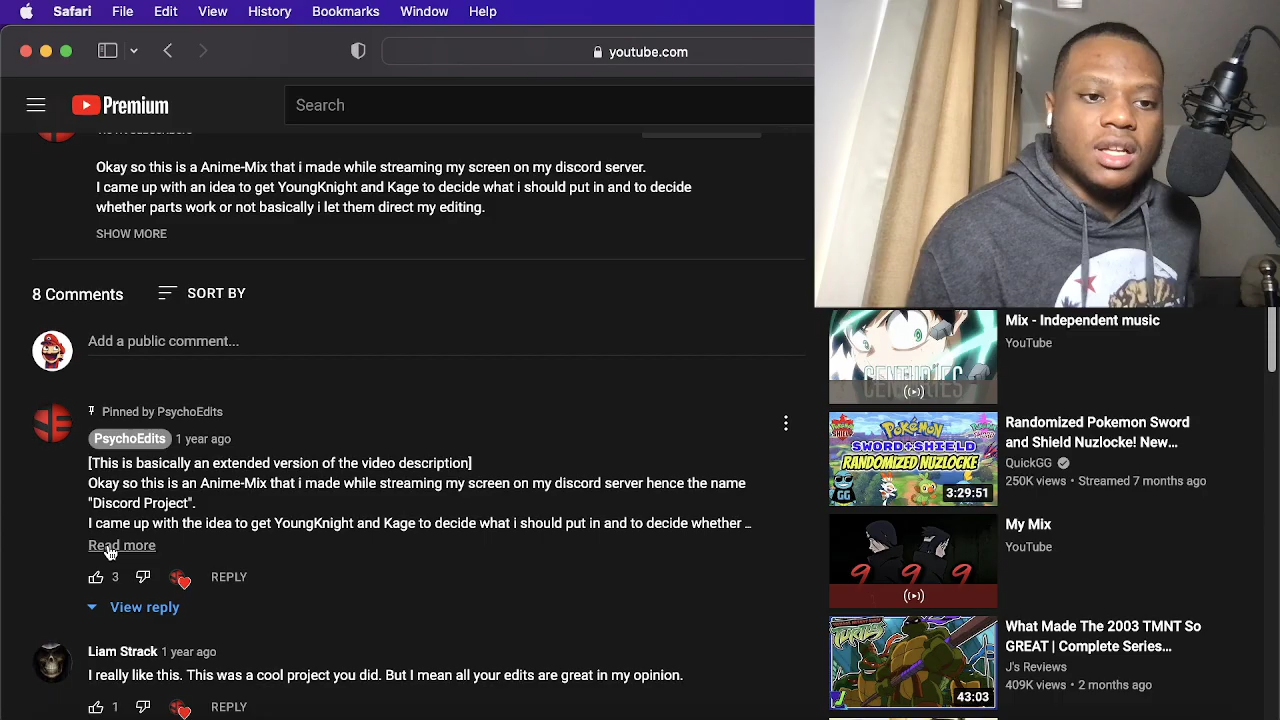 Safari File Edit View History Bookmarks Window Help
youtube.com
Premium
Search
Okay so this is a Anime-Mix that i made while streaming my screen on my discord server.
I came up with an idea to get YoungKnight and Kage to decide what i should put in and to decide
whether parts work or not basically i let them direct my editing.
SHOW MORE
8 Comments SORT BY
Add a public comment...
Pinned by PsychoEdits
PsychoEdits 1 year ago
[This is basically an extended version of the video description]
Okay so this is an Anime-Mix that i made while streaming my screen on my discord server hence the name
"Discord Project".
I came up with the idea to get YoungKnight and Kage to decide what i should put in and to decide whether ...
Read more
3 REPLY
View reply
Liam Strack 1 year ago
I really like this. This was a cool project you did. But I mean all your edits are great in my opinion.
1 REPLY
CENTURIES
Mix - Independent music
YouTube
POKéMON
SWORD+SHIELD
RANDOMIZED NUZLOCKE
GG
3:29:51
Randomized Pokemon Sword
and Shield Nuzlocke! New...
QuickGG
250K views • Streamed 7 months ago
999
My Mix
YouTube
TURTLES
43:03
What Made The 2003 TMNT So
GREAT | Complete Series...
J's Reviews
409K views • 2 months ago